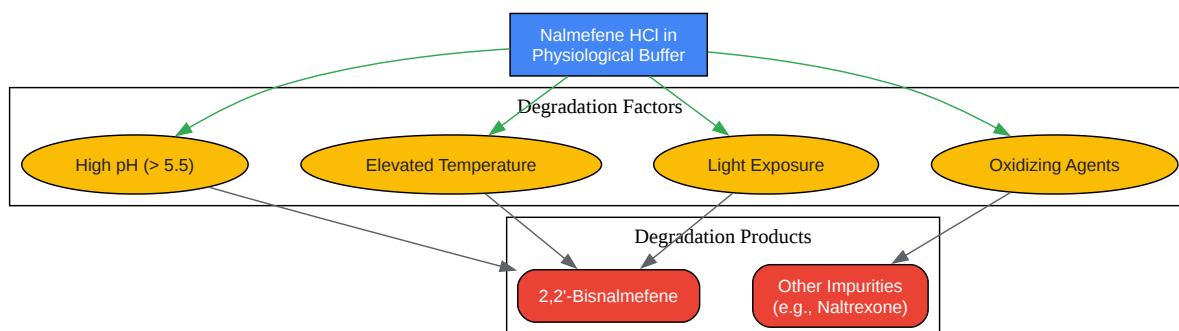 Nalmefene HCl in
Physiological Buffer
Degradation Factors
High pH (> 5.5)
Elevated Temperature
Light Exposure
Oxidizing Agents
Degradation Products
2,2'-Bisnalmefene
Other Impurities
(e.g., Naltrexone)